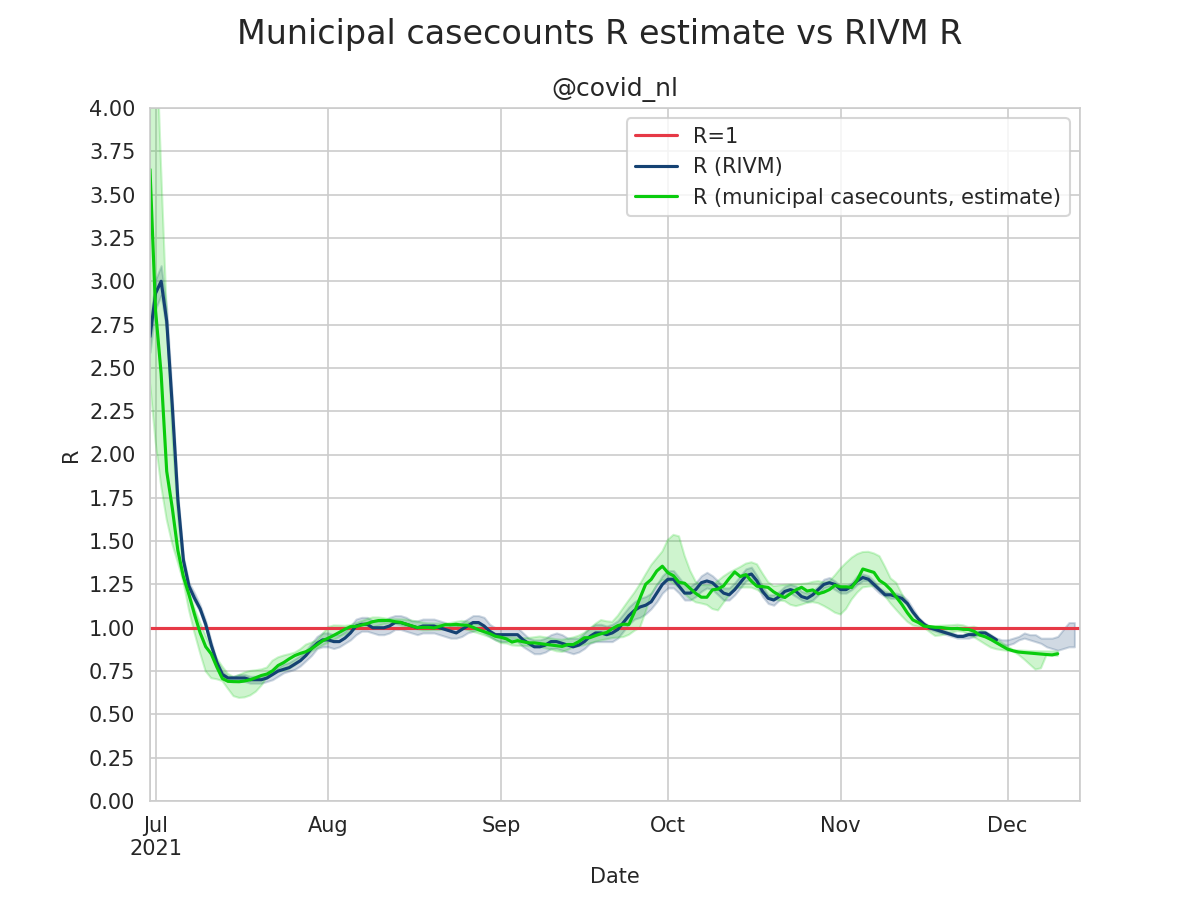 Municipal casecounts R estimate vs RIVM R
@covid_nl
R=1
R (RIVM)
R (municipal casecounts, estimate)
4.00
3.75
3.50
3.25
3.00
2.75
2.50
2.25
2.00
1.75
1.50
1.25
1.00
0.75
0.50
0.25
0.00
R
Jul
2021
Aug
Sep
Oct
Nov
Dec
Date